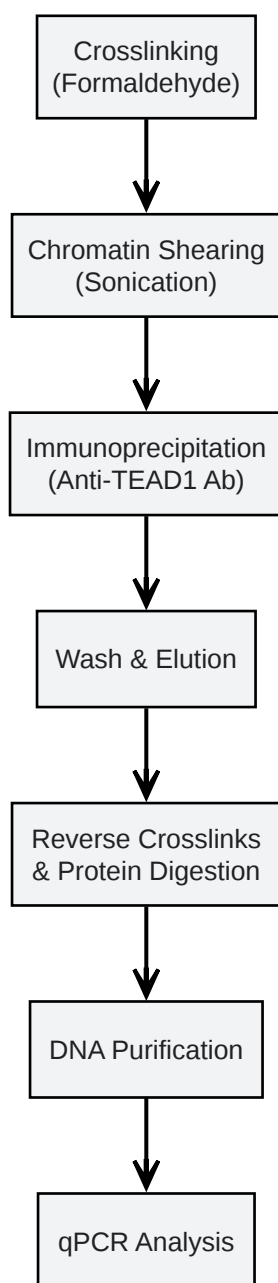 Crosslinking
(Formaldehyde)
Chromatin Shearing
(Sonication)
Immunoprecipitation
(Anti-TEAD1 Ab)
Wash & Elution
Reverse Crosslinks
& Protein Digestion
DNA Purification
qPCR Analysis